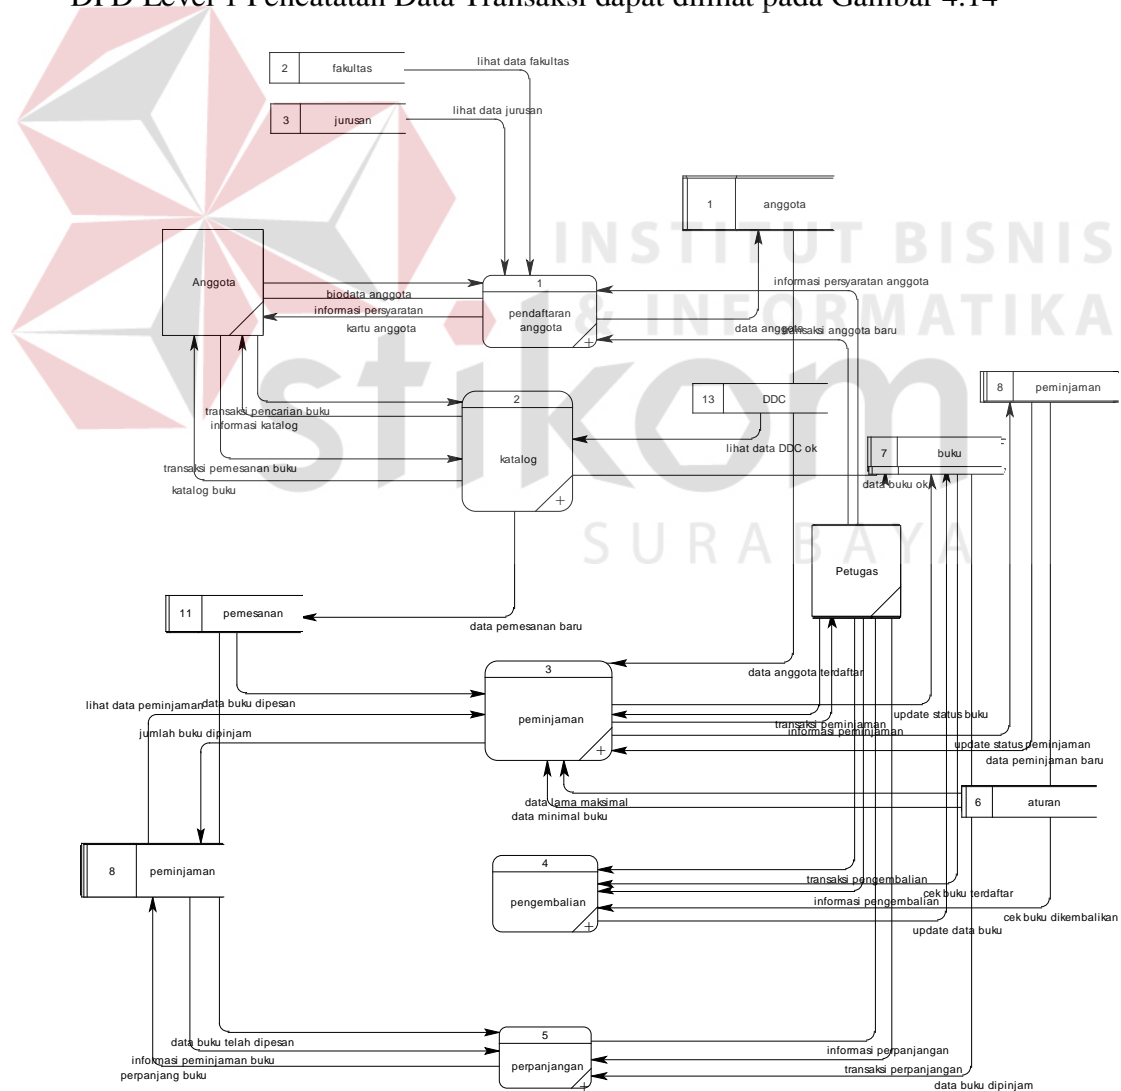 DFD Level 1 Pencatatan Data Transaksi dapat dilihat pada Gambar 4.14
2 fakultas
lihat data fakultas
3 jurusan
lihat data jurusan
1 anggota
INSTITUT BISNIS
& INFORMATIKA
stikom
SURABAYA
Anggota
biodata anggota
informasi persyaratan
kartu anggota
1
pendaftaran
anggota
informasi persyaratan anggota
data anggota
transaksi anggota baru
8 peminjaman
transaksi pencarian buku
informasi katalog
2
katalog
13 DDC
lihat data DDC ok
7 buku
data buku ok
transaksi pemesanan buku
katalog buku
Petugas
11 pemesanan
data pemesanan baru
3
peminjaman
data anggota terdaftar
lihat data peminjaman
data buku dipesan
jumlah buku dipinjam
update status buku
transaksi peminjaman
informasi peminjaman
update status peminjaman
data peminjaman baru
data lama maksimal
data minimal buku
6 aturan
8 peminjaman
4
pengembalian
transaksi pengembalian
cek buku terdaftar
informasi pengembalian
cek buku dikembalikan
update data buku
5
perpanjangan
data buku telah dipesan
informasi peminjaman buku
perpanjang buku
informasi perpanjangan
transaksi perpanjangan
data buku dipinjam